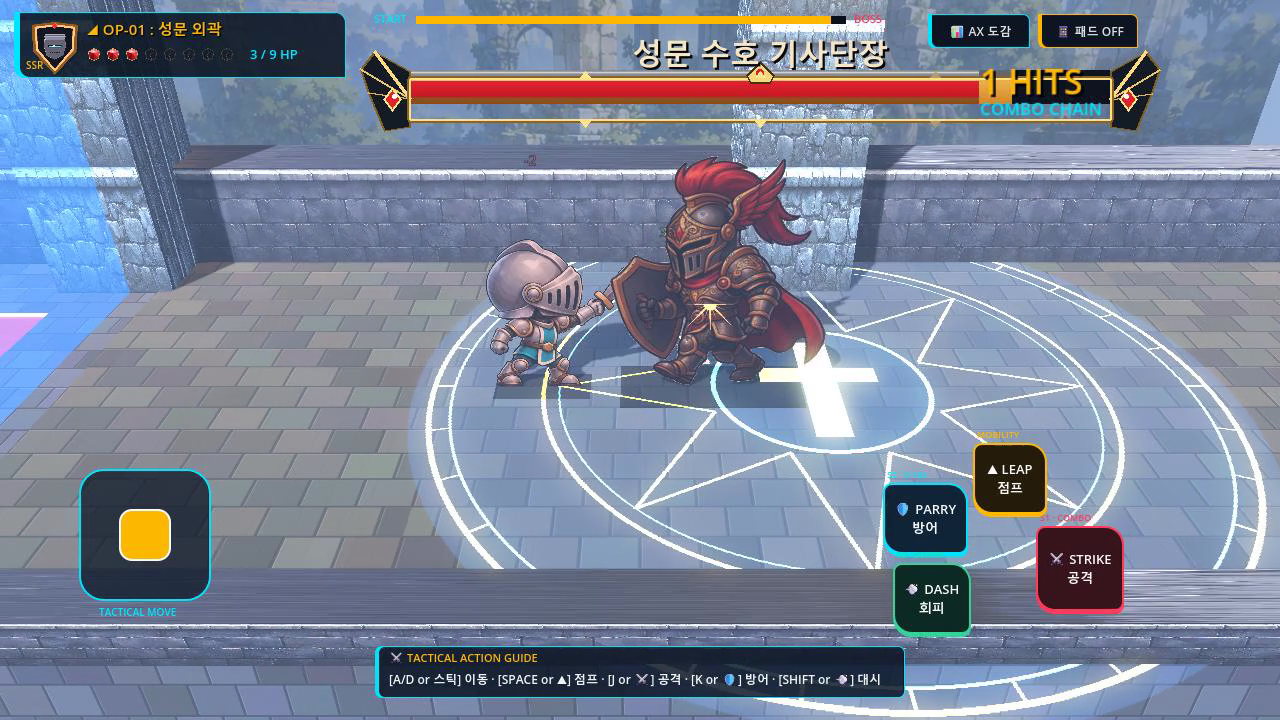 OP-01 : 성문 외곽
SSR
3 / 9 HP
START
BOSS
AX 도감
패드 OFF
성문 수호 기사단장
1 HITS
COMBO CHAIN
-2
MOBILITY
▲ LEAP
점프
PARRY
방어
ST · COMBO
STRIKE
공격
DASH
회피
TACTICAL MOVE
TACTICAL ACTION GUIDE
[A/D or 스틱] 이동 · [SPACE or ▲] 점프 · [J or ⚔] 공격 · [K or 🛡] 방어 · [SHIFT or 💨] 대시